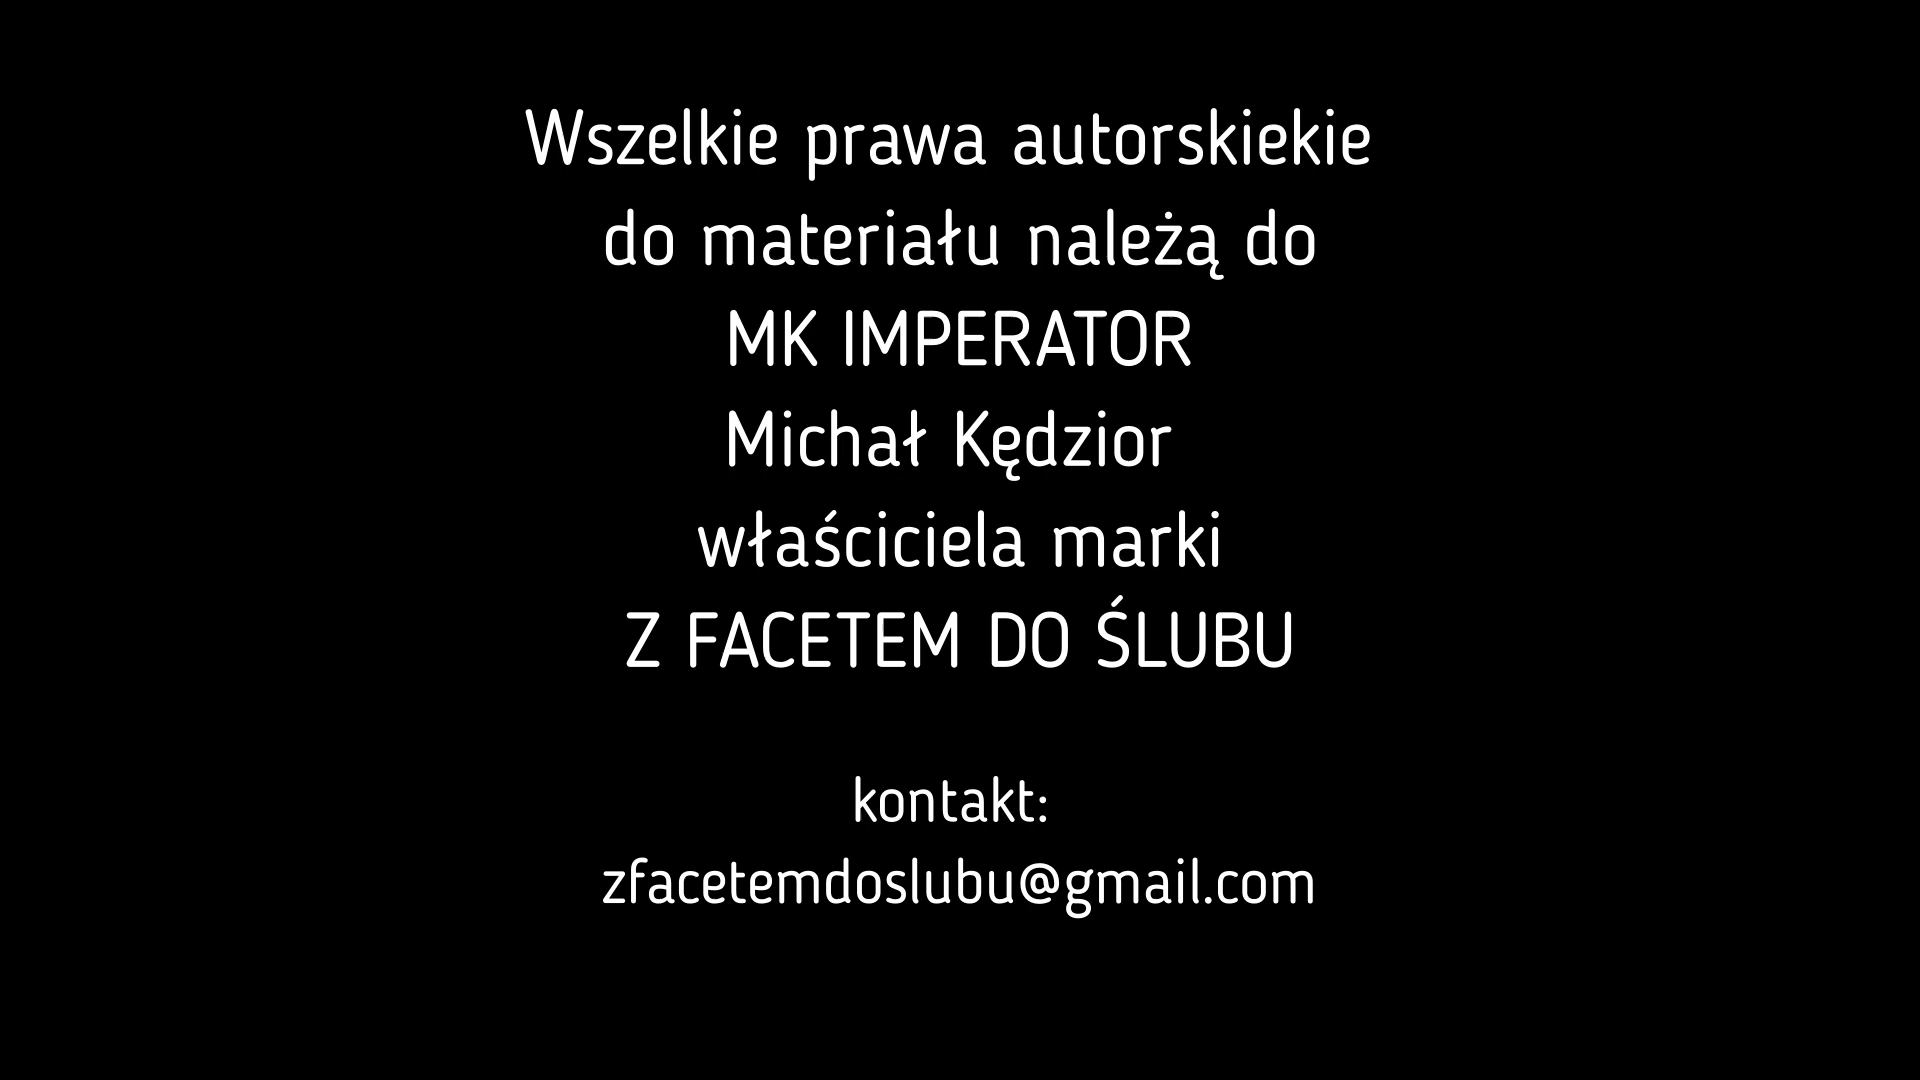 Wszelkie prawa autorskiekie
do materiału należą do
MK IMPERATOR
Michał Kędzior
właściciela marki
Z FACETEM DO ŚLUBU
kontakt:
zfacetemdoslubu@gmail.com